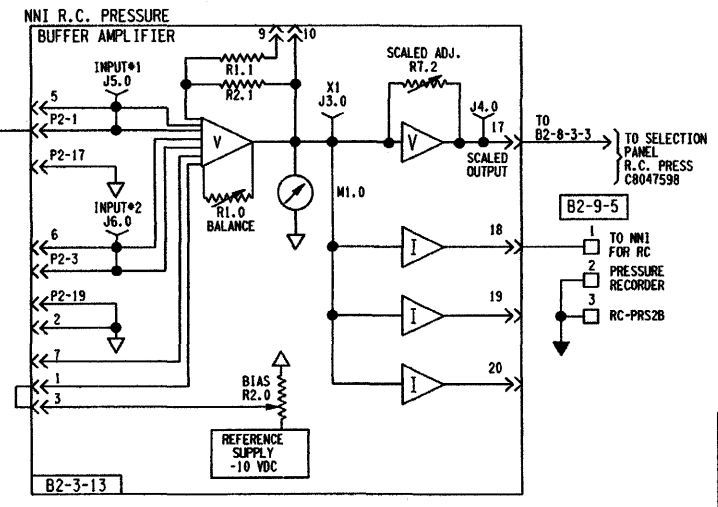 NNI R.C. PRESSURE
BUFFER AMPLIFIER
9
10
INPUT#1
J5.0
R1.1
R2.1
5
P2-1
P2-17
V
R1.0
BALANCE
M1.0
X1
J3.0
SCALED ADJ.
R7.2
V
J4.0
17
SCALED
OUTPUT
TO
B2-8-3-3
TO SELECTION
PANEL
R.C. PRESS
C8047598
B2-9-5
INPUT#2
J6.0
6
P2-3
P2-19
2
7
1
3
I
18
1
TO NNI
FOR RC
2
PRESSURE
RECORDER
3
RC-PRS2B
I
19
I
20
BIAS
R2.0
REFERENCE
SUPPLY
-10 VDC
B2-3-13